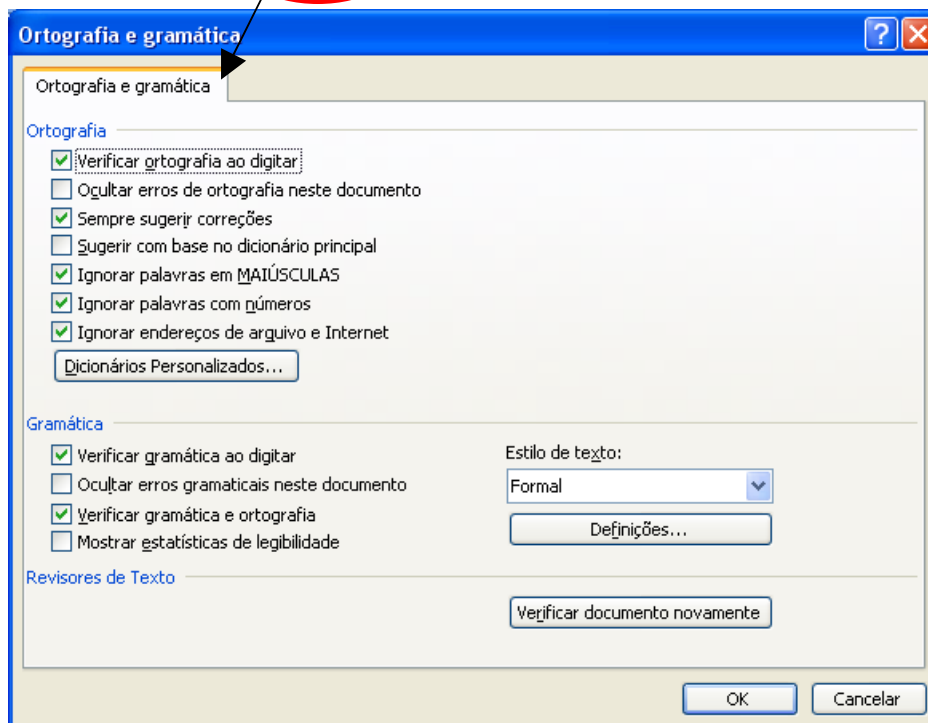 Ortografia e gramática
Ortografia e gramática
Ortografia
Verificar ortografia ao digitar
Ocultar erros de ortografia neste documento
Sempre sugerir correções
Sugerir com base no dicionário principal
Ignorar palavras em MAIÚSCULAS
Ignorar palavras com números
Ignorar endereços de arquivo e Internet
Dicionários Personalizados...
Gramática
Verificar gramática ao digitar
Estilo de texto:
Ocultar erros gramaticais neste documento
Formal
Verificar gramática e ortografia
Definições...
Mostrar estatísticas de legibilidade
Revisores de Texto
Verificar documento novamente
OK
Cancelar